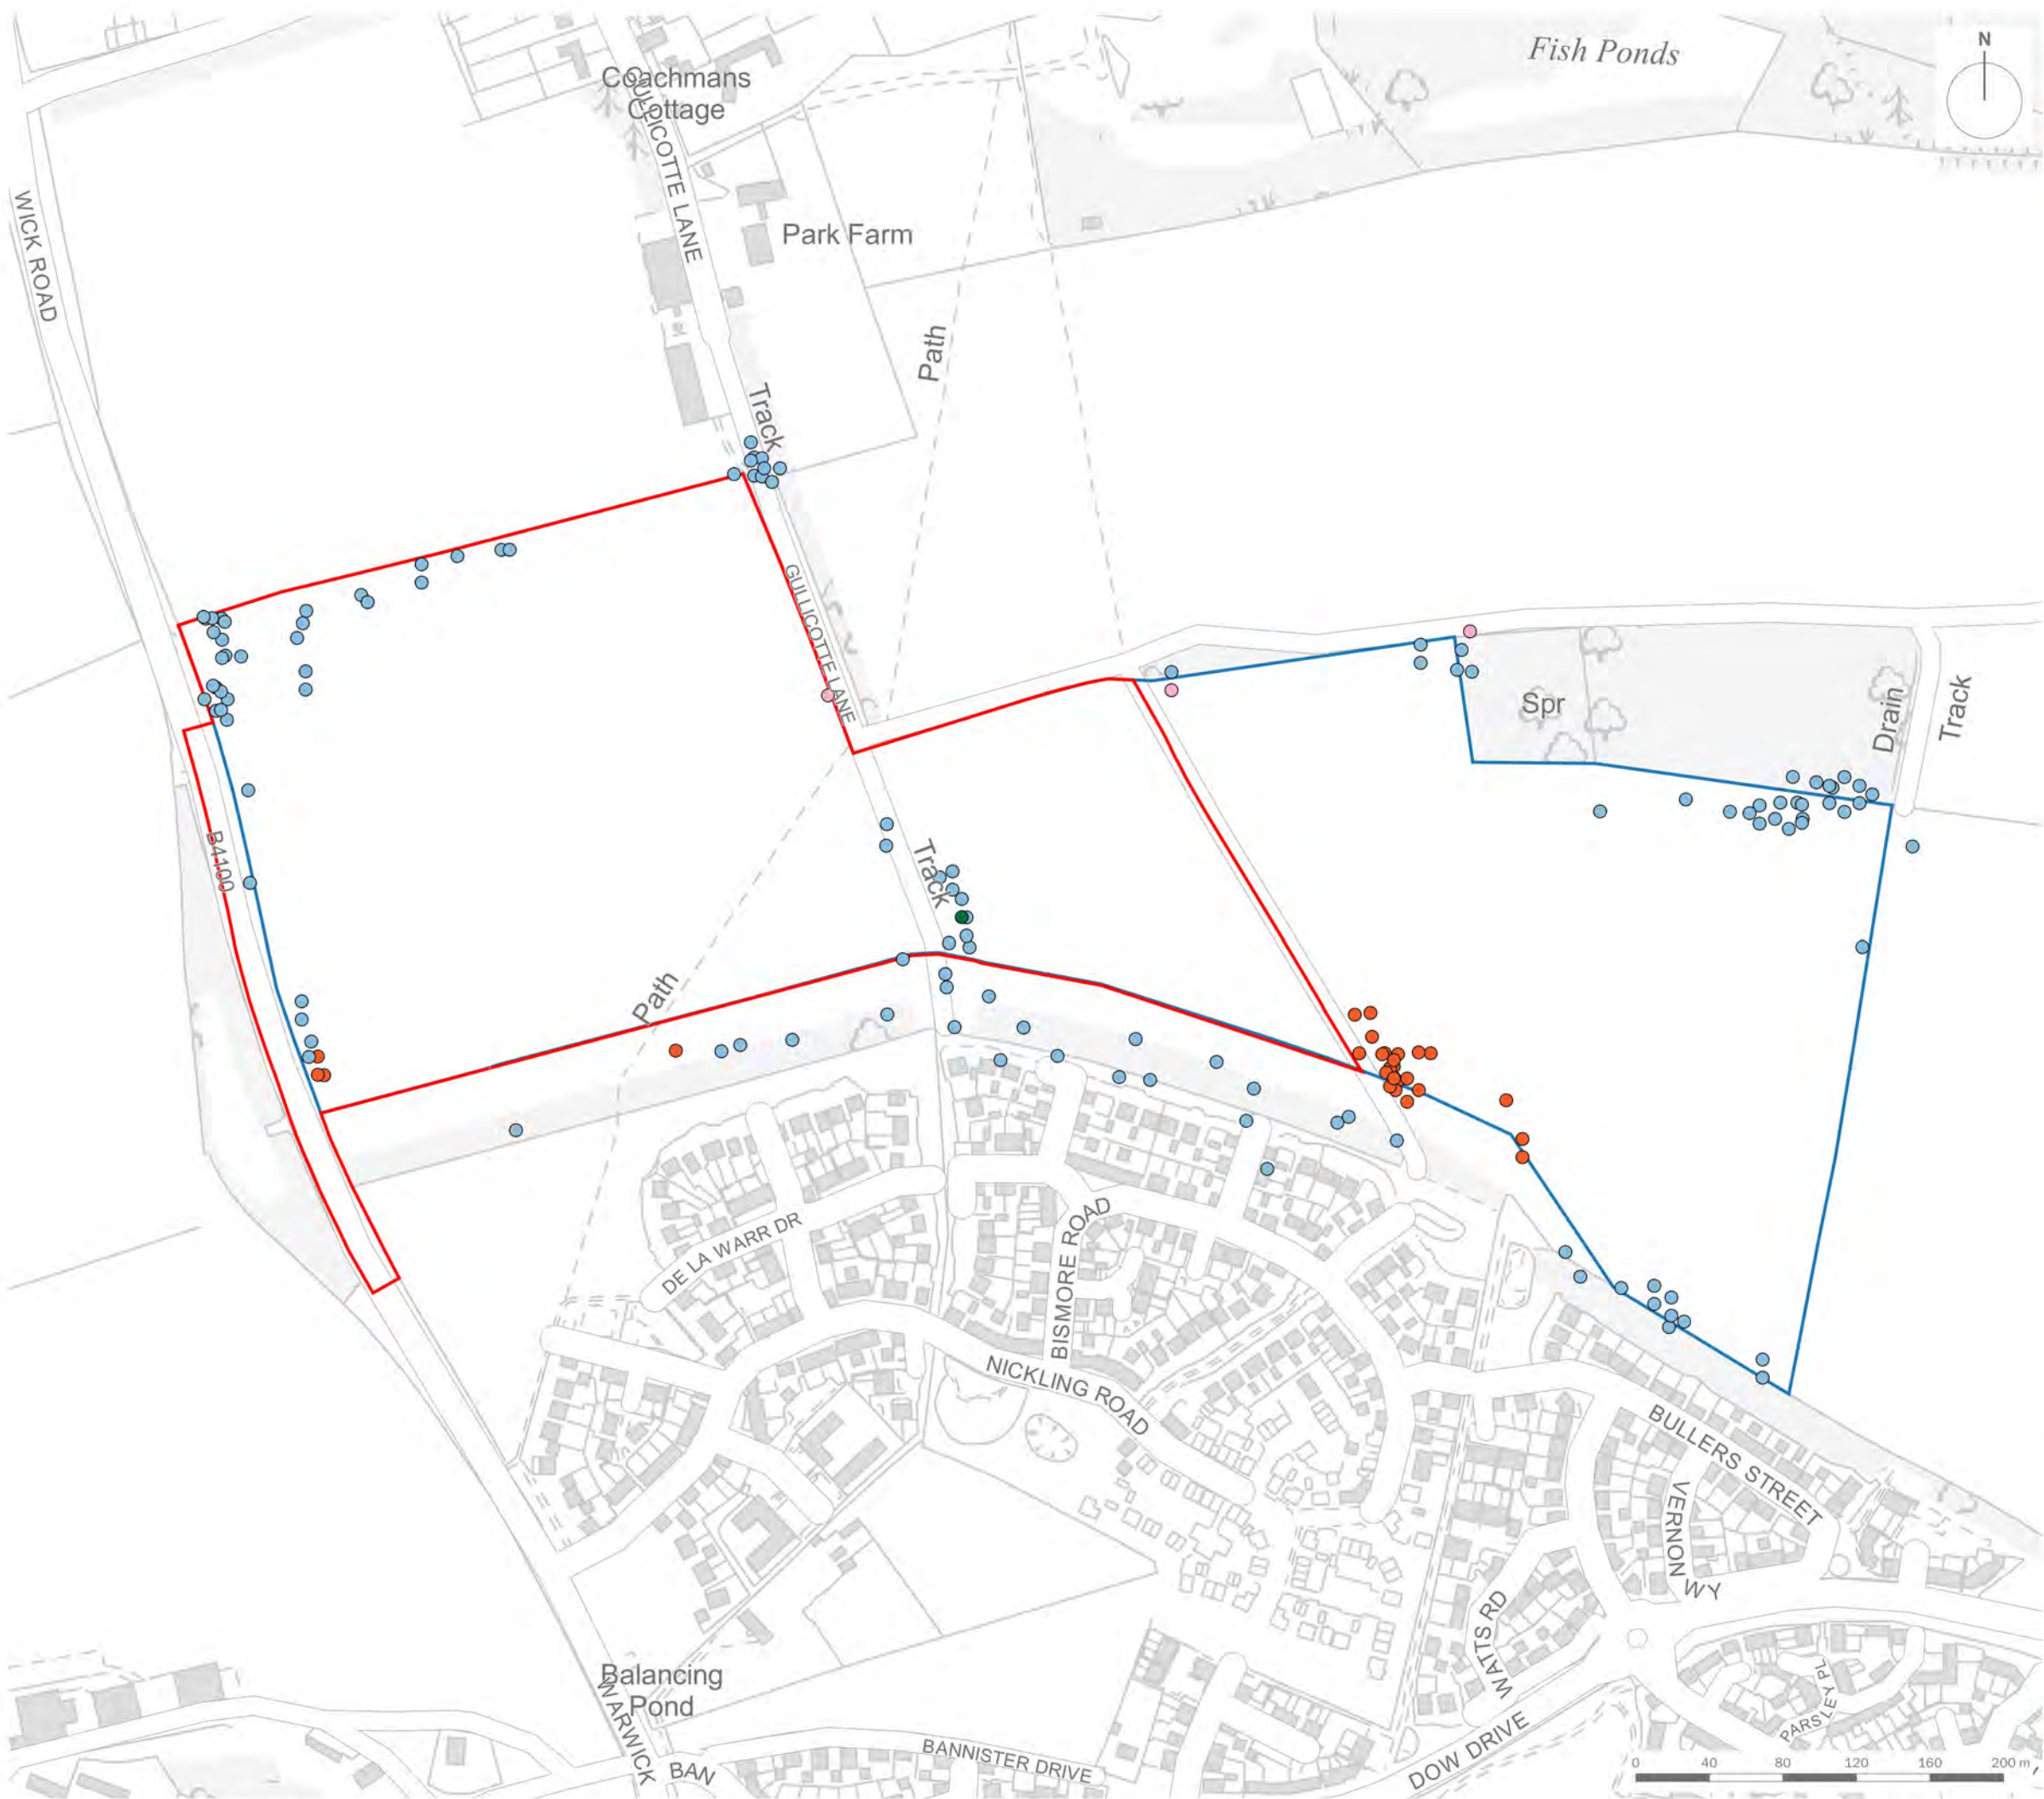 Fish Ponds
N
Coachmans
Cottage
GULLICOTTE LANE
WICK ROAD
Park Farm
Path
Track
GULLICOTTE LANE
Spr
Drain
Track
B4100
Track
Path
DE LA WARR DR
BISMORE ROAD
NICKLING ROAD
BULLERS STREET
VERNON
WY
WATTS RD
PARSLEY PL
Balancing
Pond
WARWICK
BAN
BANNISTER DRIVE
DOW DRIVE
0 40 80 120 160 200 m